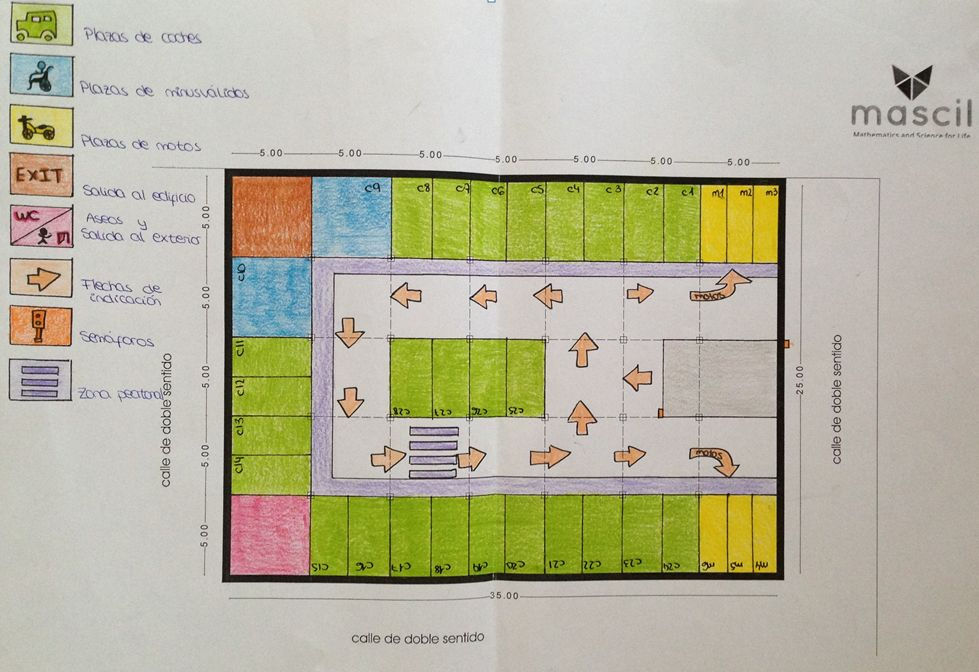 Plazas de coches
Plazas de minusválidos
Plazas de motos
EXIT
Salida al edificio
WC
Aseos y
Salida al exterior
Flechas de
indicación
Semáforos
Zona peatonal
mascil
Mathematics and Science for Life
5.00 5.00 5.00 5.00 5.00 5.00 5.00
c9 c8 c7 c6 c5 c4 c3 c2 c1 m1 m2 m3
5.00
c10
5.00
motos
c11
5.00
c12
25.00
calle de doble sentido
calle de doble sentido
c28 c27 c26 c25
c13
c14
5.00
motos
5.00
c15 c16 c17 c18 c19 c20 c21 c22 c23 c24 m6 m5 m4
35.00
calle de doble sentido